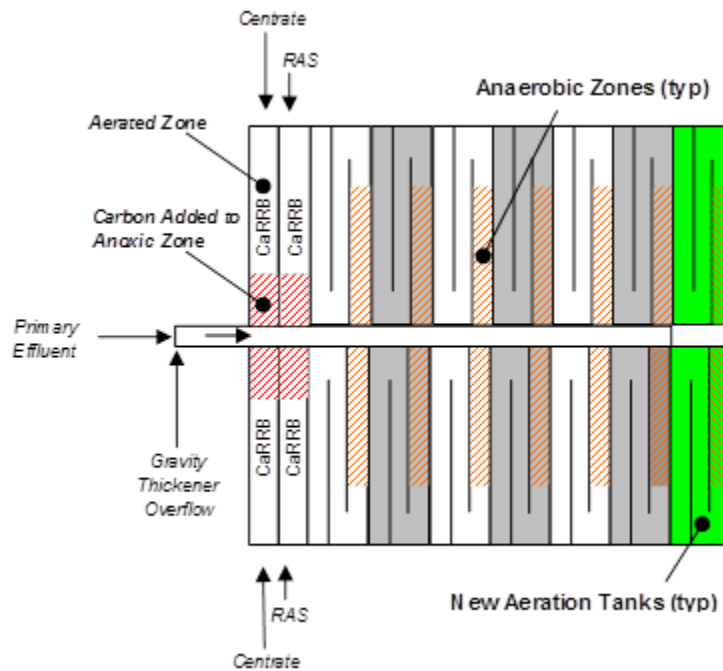 Centrate
RAS
Anaerobic Zones (typ)
Aerated Zone
Carbon Added to
Anoxic Zone
CaRRB
CaRRB
Primary
Effluent
CaRRB
CaRRB
Gravity
Thickener
Overflow
New Aeration Tanks (typ)
RAS
Centrate